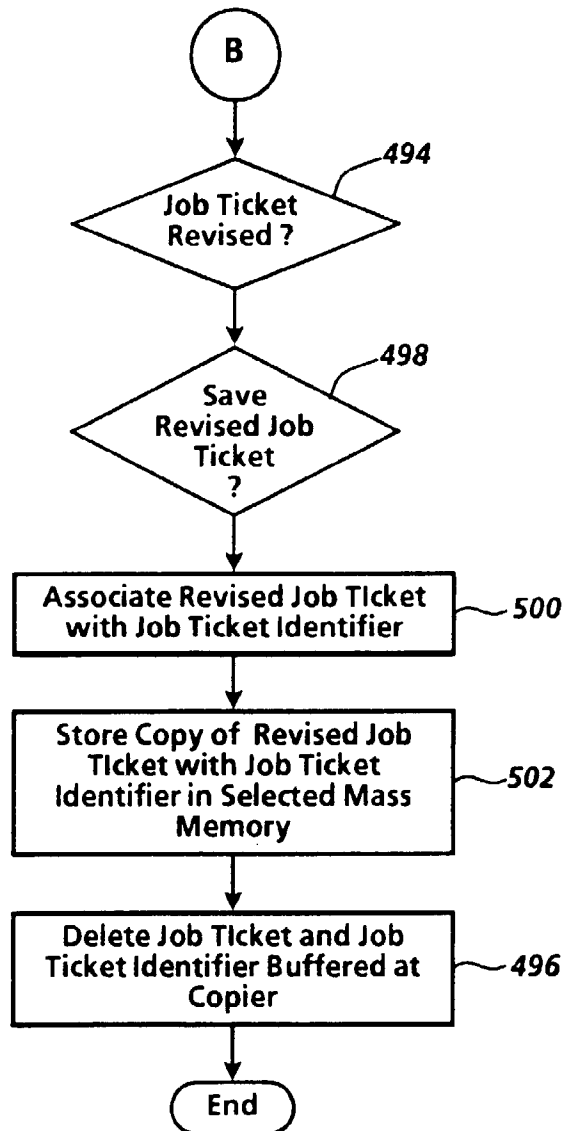 B
494
Job Ticket
Revised ?
498
Save
Revised Job
Ticket
?
Associate Revised Job TIcket
with Job Ticket Identifier
500
Store Copy of Revised Job
TIcket with Job Ticket
Identifier in Selected Mass
Memory
502
Delete Job TIcket and Job
Ticket Identifier Buffered at
Copier
496
End